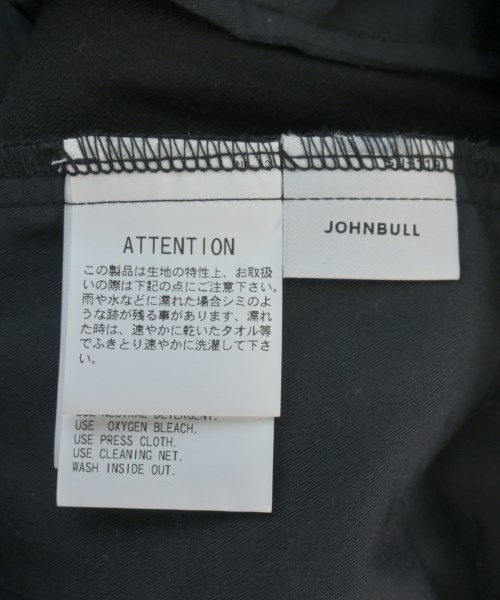 JOHNBULL
ATTENTION
この製品は生地の特性上、お取扱
いの際は下記の点にご注意下さい。
雨や水などに濡れた場合シミのよ
うな跡が残る事があります、濡れ
た時は、速やかに乾いたタオル等
でふきとり速やかに洗濯して下さ
い。
USE NEUTRAL DETERGENT.
USE OXYGEN BLEACH.
USE PRESS CLOTH.
USE CLEANING NET.
WASH INSIDE OUT.